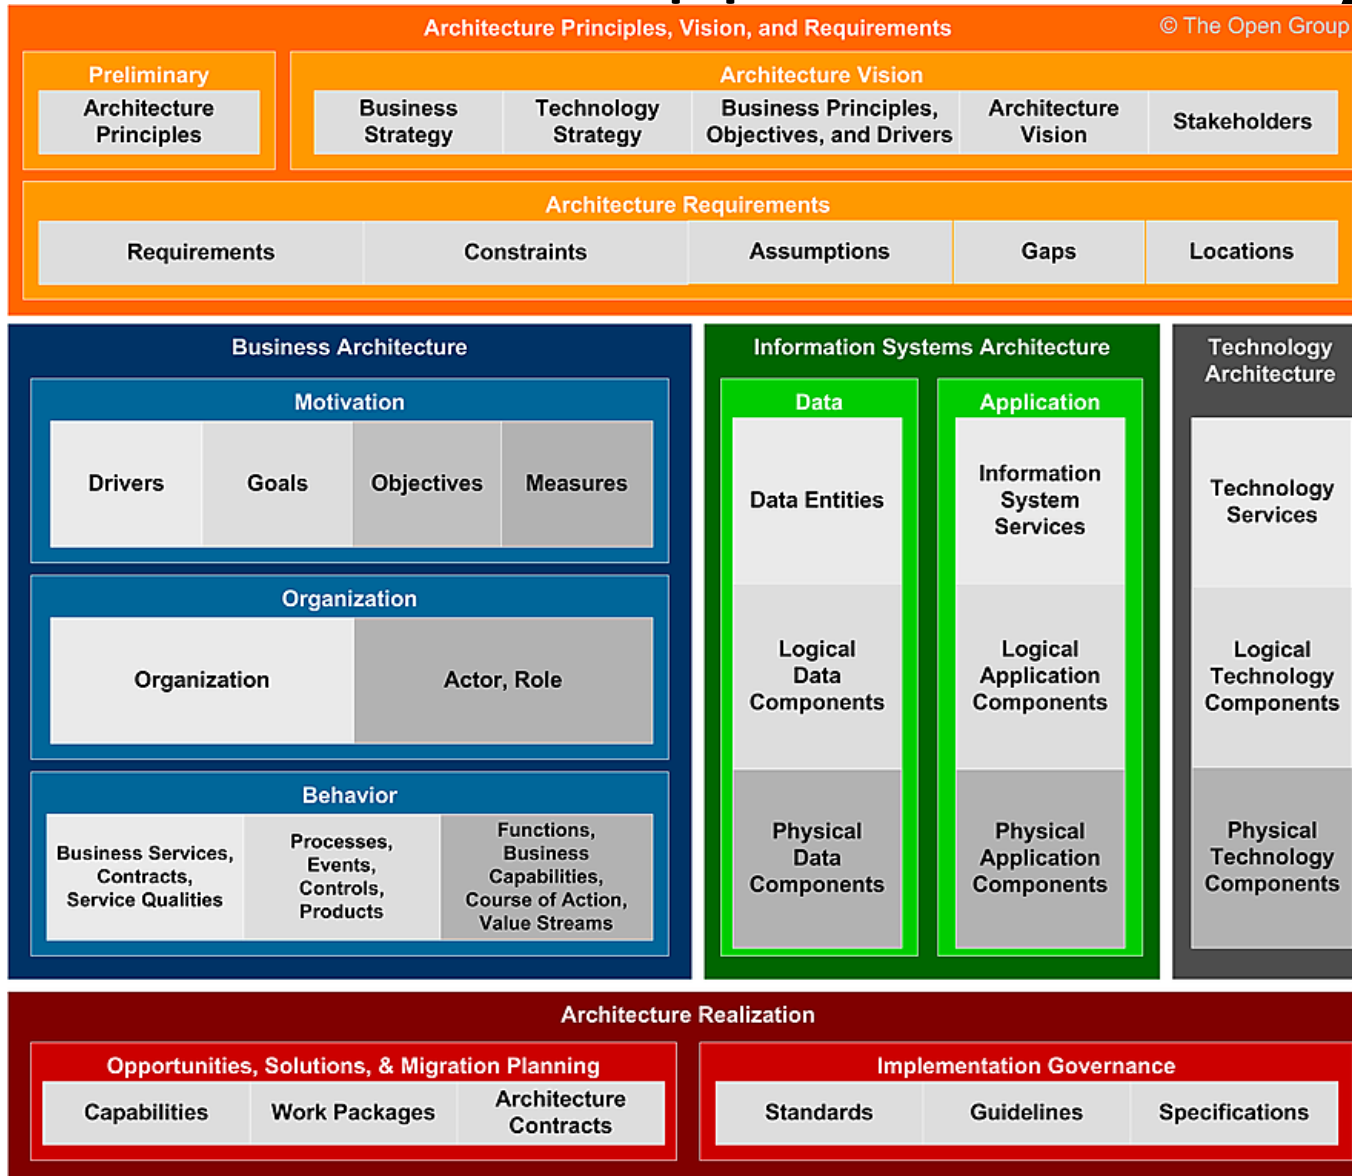 Architecture Principles, Vision, and Requirements
© The Open Group
Preliminary
Architecture
Principles
Architecture Vision
Business
Strategy
Technology
Strategy
Business Principles,
Objectives, and Drivers
Architecture
Vision
Stakeholders
Architecture Requirements
Requirements
Constraints
Assumptions
Gaps
Locations
Business Architecture
Motivation
Drivers
Goals
Objectives
Measures
Organization
Organization
Actor, Role
Behavior
Business Services,
Contracts,
Service Qualities
Processes,
Events,
Controls,
Products
Functions,
Business
Capabilities,
Course of Action,
Value Streams
Information Systems Architecture
Data
Data Entities
Logical
Data
Components
Physical
Data
Components
Application
Information
System
Services
Logical
Application
Components
Physical
Application
Components
Technology
Architecture
Technology
Services
Logical
Technology
Components
Physical
Technology
Components
Architecture Realization
Opportunities, Solutions, & Migration Planning
Capabilities
Work Packages
Architecture
Contracts
Implementation Governance
Standards
Guidelines
Specifications